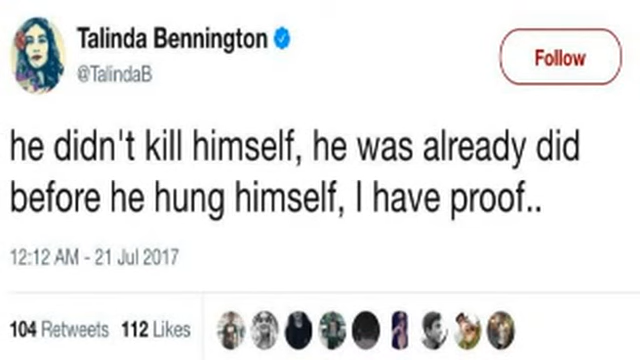 Talinda Bennington
@TalindaB
Follow
he didn't kill himself, he was already did
before he hung himself, I have proof..
12:12 AM - 21 Jul 2017
104 Retweets 112 Likes